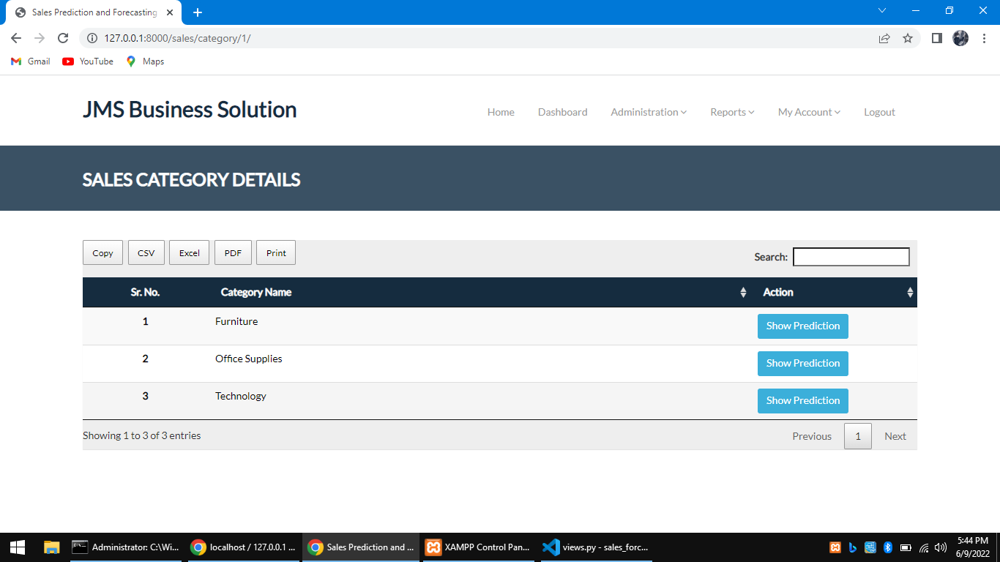 Sales Prediction and Forecasting
127.0.0.1:8000/sales/category/1/
Gmail YouTube Maps
JMS Business Solution
Home Dashboard Administration Reports My Account Logout
SALES CATEGORY DETAILS
Copy CSV Excel PDF Print Search:
Sr. No. Category Name Action
1 Furniture Show Prediction
2 Office Supplies Show Prediction
3 Technology Show Prediction
Showing 1 to 3 of 3 entries Previous 1 Next
Administrator: C:\Wi... localhost / 127.0.0.1 ... Sales Prediction and ... XAMPP Control Pan... views.py - sales_forc... 5:44 PM
6/9/2022